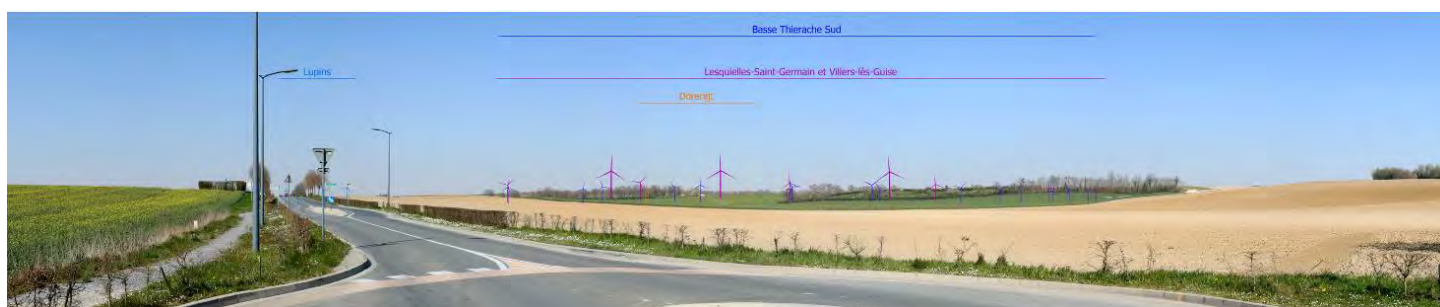 Basse Thierache Sud
Lupins
Lesquielles-Saint-Germain et Villers-lès-Guise
Dorengt